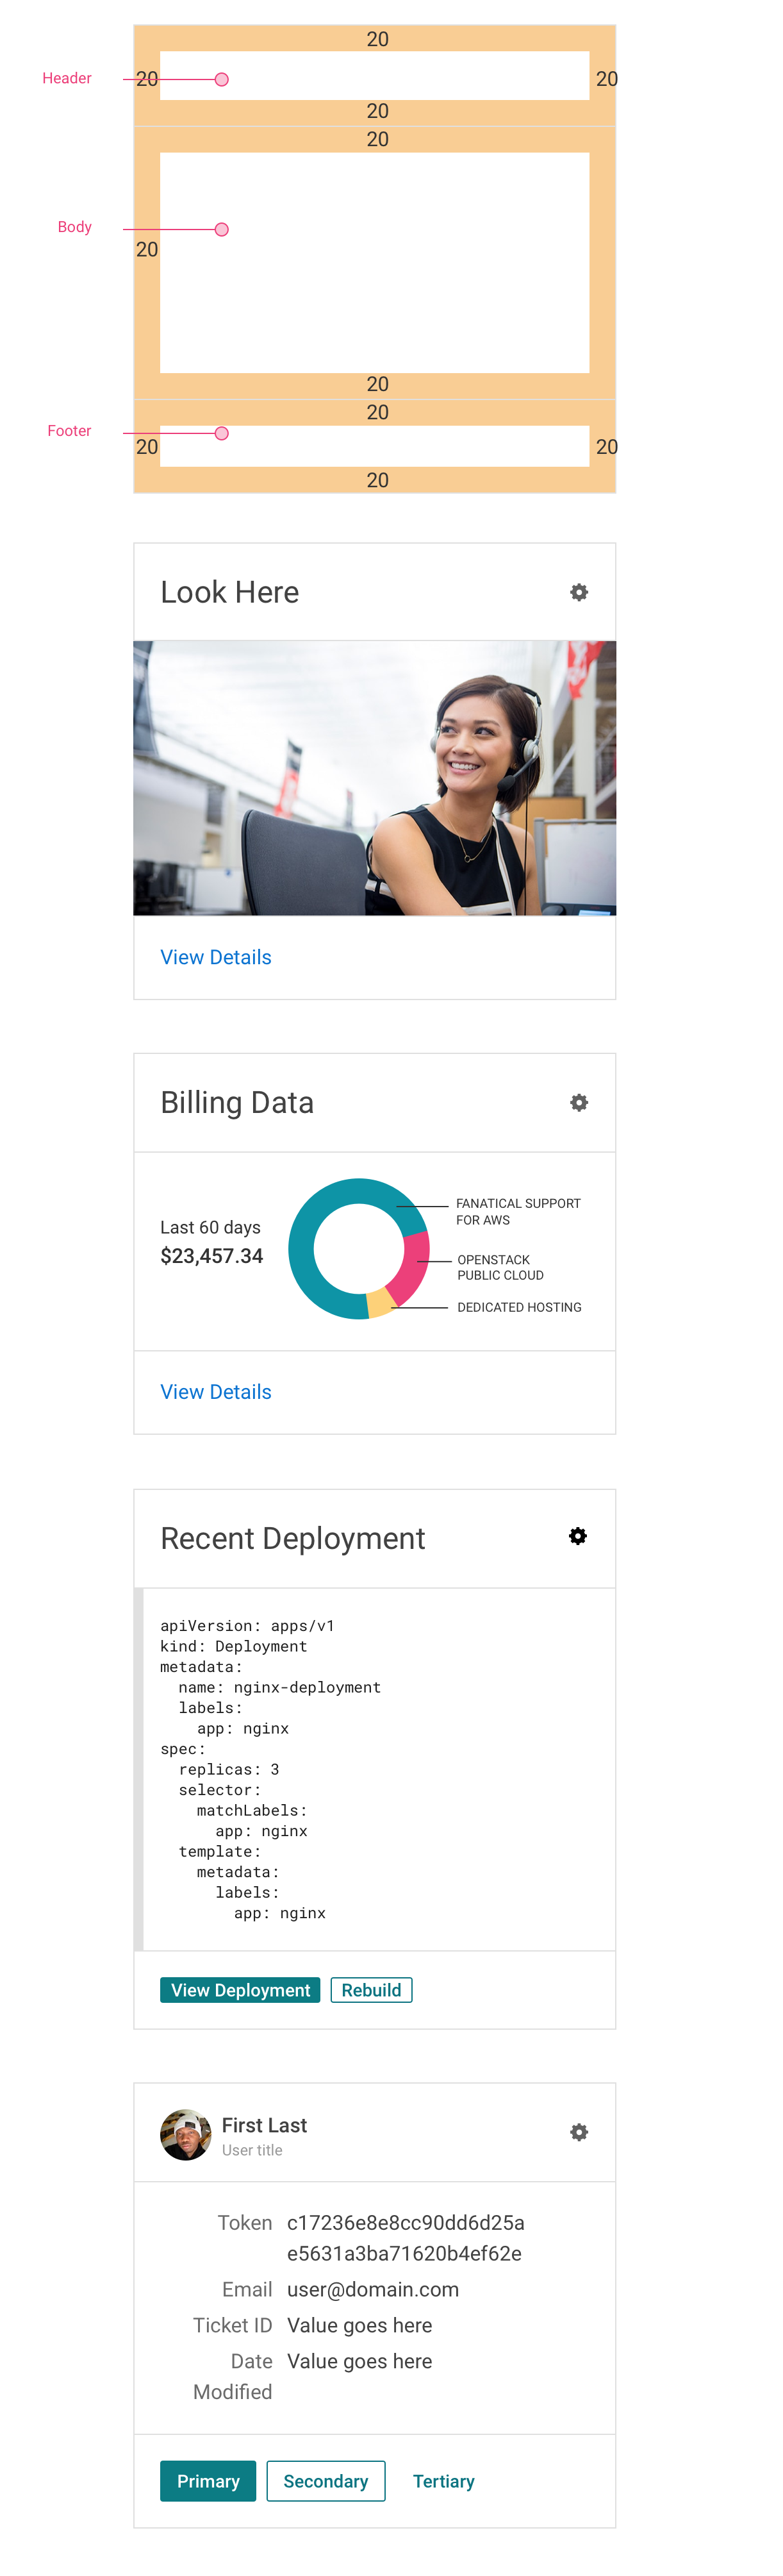 20
Header
20
20
20
20
Body
20
20
20
Footer
20
20
20
Look Here
View Details
Billing Data
Last 60 days
$23,457.34
FANATICAL SUPPORT
FOR AWS
OPENSTACK
PUBLIC CLOUD
DEDICATED HOSTING
View Details
Recent Deployment
apiVersion: apps/v1
kind: Deployment
metadata:
  name: nginx-deployment
  labels:
    app: nginx
spec:
  replicas: 3
  selector:
    matchLabels:
      app: nginx
  template:
    metadata:
      labels:
        app: nginx
View Deployment
Rebuild
First Last
User title
Token c17236e8e8cc90dd6d25a
e5631a3ba71620b4ef62e
Email user@domain.com
Ticket ID Value goes here
Date Value goes here
Modified
Primary
Secondary
Tertiary